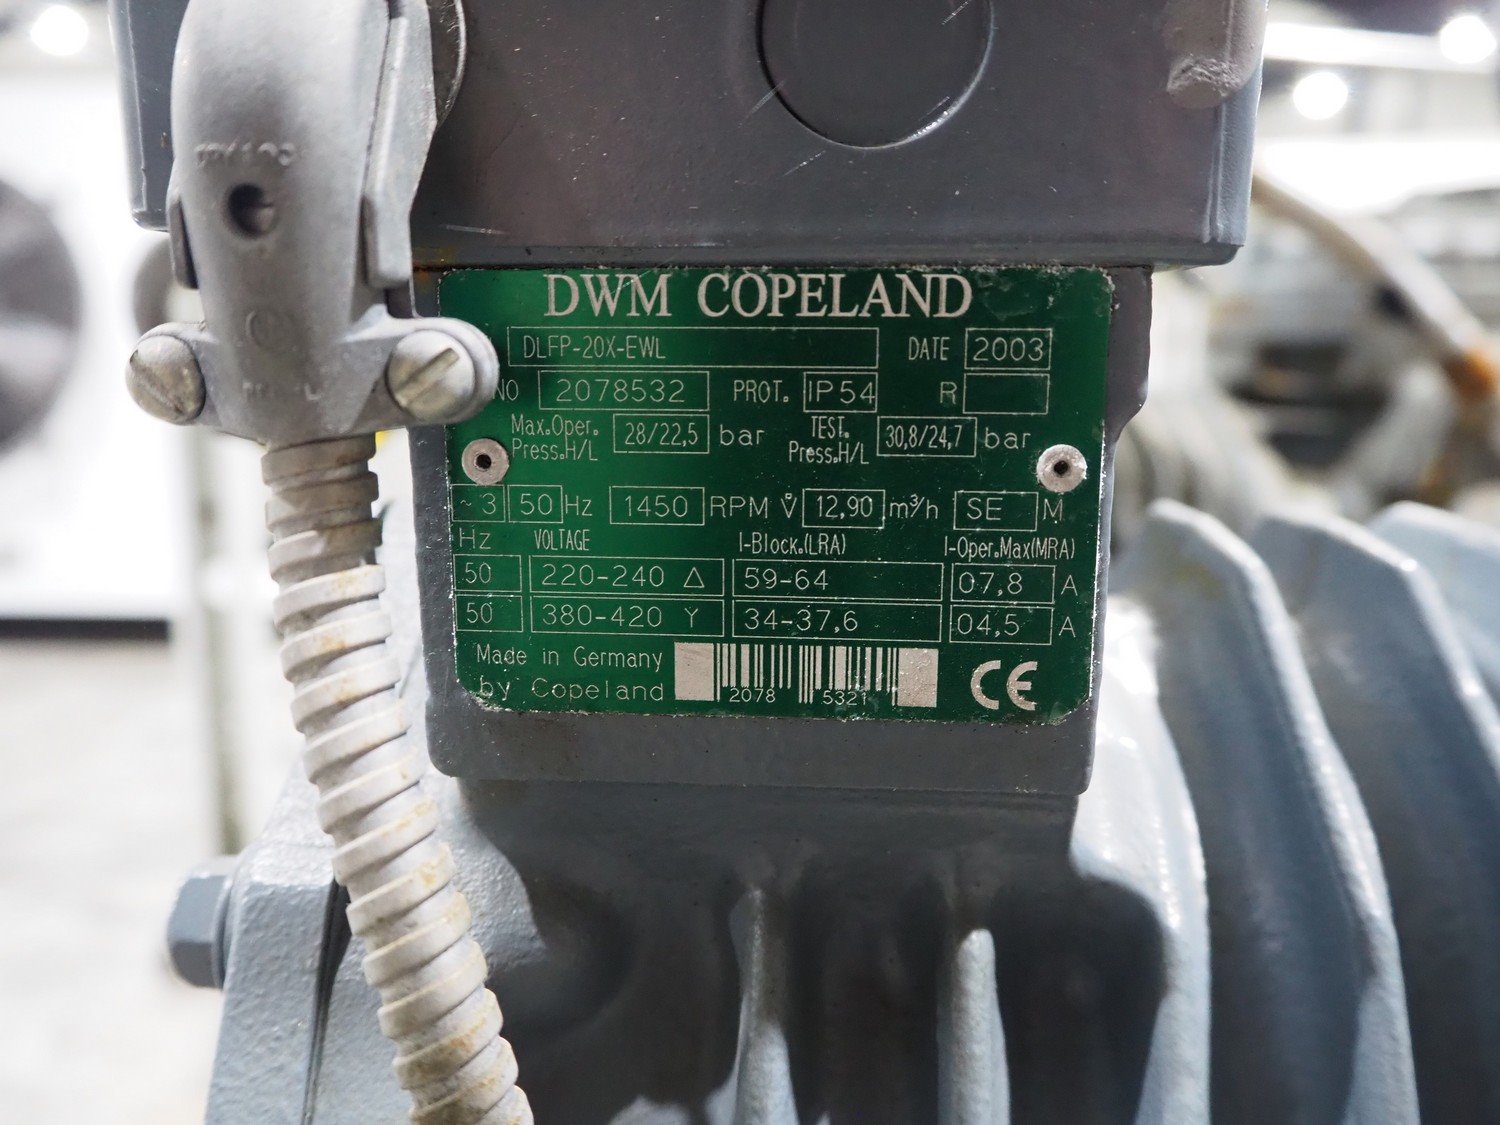 DWM COPELAND
DLFP-20X-EWL DATE 2003
NO 2078532 PROT. IP54 R
Max.Oper. Press.H/L 28/22,5 bar TEST. Press.H/L 30,8/24,7 bar
~3 50 Hz 1450 RPM V̊ 12,90 m³/h SE M
Hz VOLTAGE I-Block.(LRA) I-Oper.Max(MRA)
50 220-240 Δ 59-64 07,8 A
50 380-420 Y 34-37,6 04,5 A
Made in Germany
by Copeland 2078 5321 CE